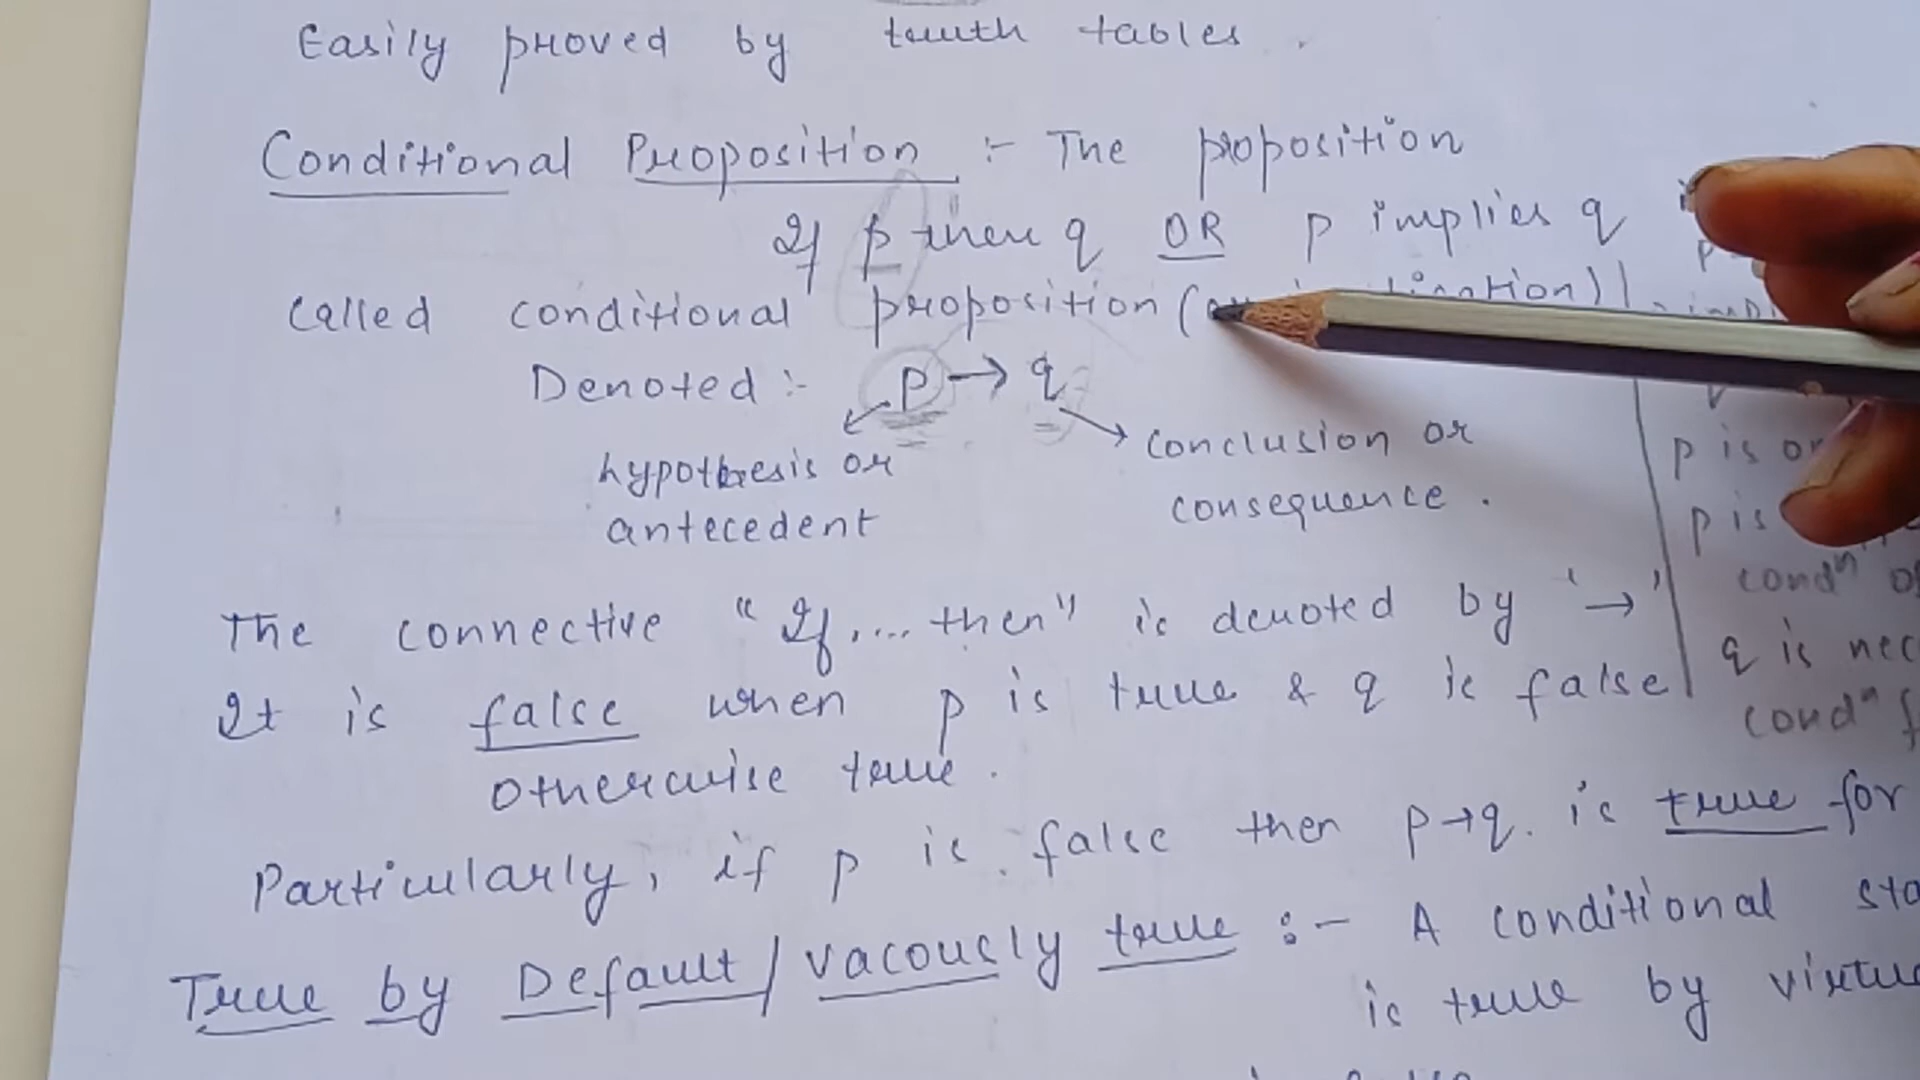 Easily proved by truth tables.
Conditional Proposition :- The proposition
If p then q OR p implies q
called conditional proposition (
Denoted :- p → q
hypothesis or
antecedent
conclusion or
consequence.
p is
p is
condⁿ
q is
condⁿ
The connective "If .... then" is denoted by '→'
It is false when p is true & q is false
otherwise true.
Particularly, if p is false then p→q. is true for
True by Default / vacously true :- A conditional
is true by